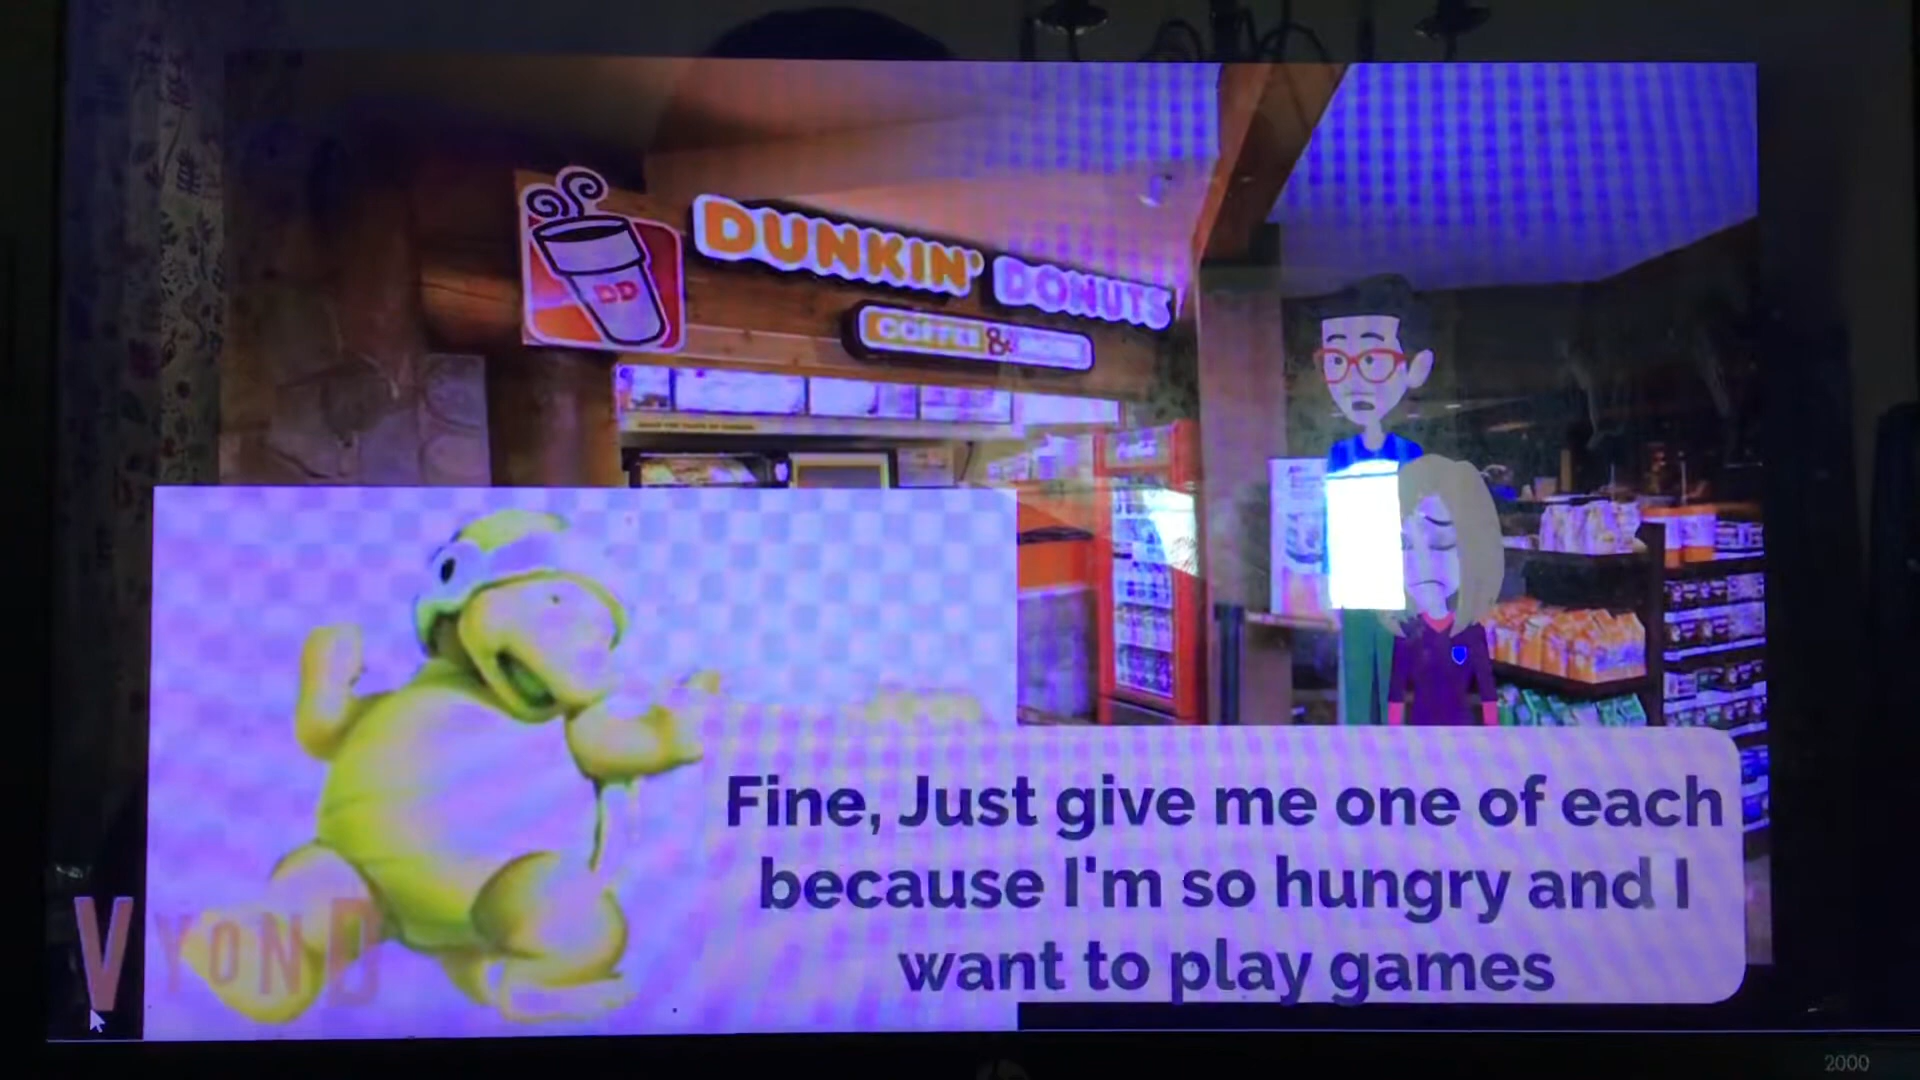 DUNKIN' DONUTS
COFFEE & MORE
DD
Fine, Just give me one of each
because I'm so hungry and I
want to play games
VYOND
2000